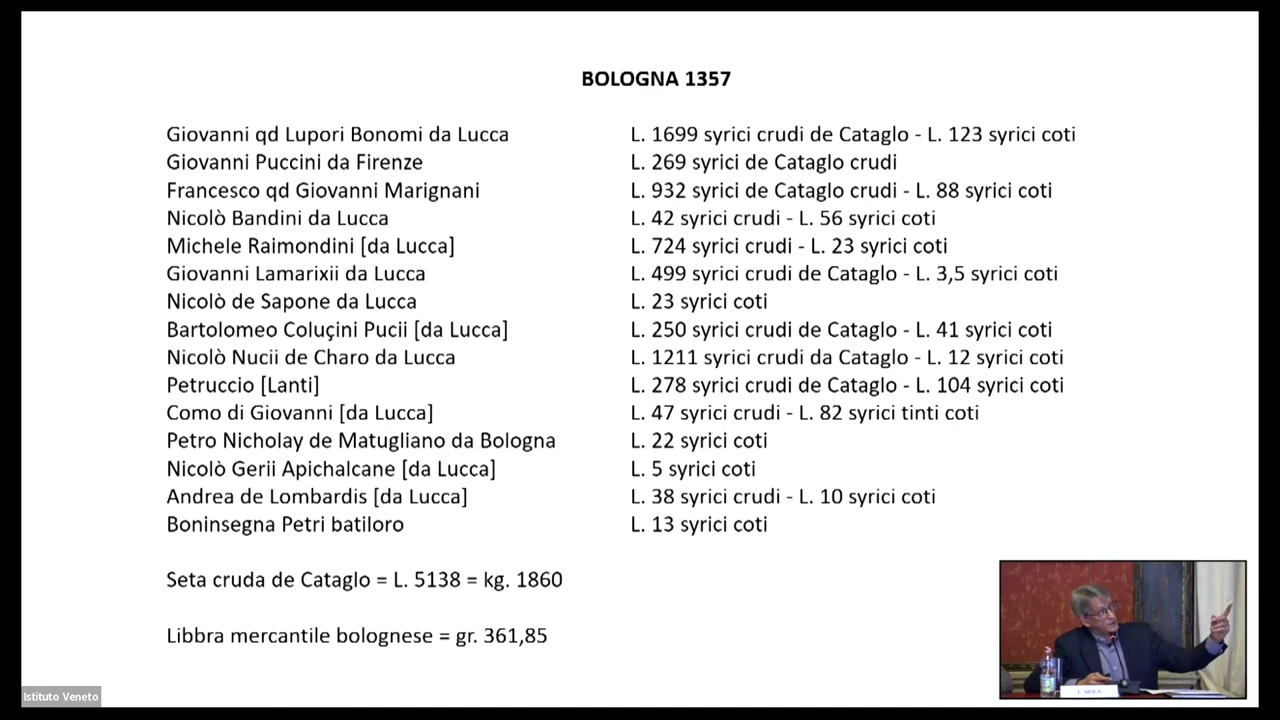 BOLOGNA 1357
Giovanni qd Lupori Bonomi da Lucca L. 1699 syrici crudi de Cataglo - L. 123 syrici coti
Giovanni Puccini da Firenze L. 269 syrici de Cataglo crudi
Francesco qd Giovanni Marignani L. 932 syrici de Cataglo crudi - L. 88 syrici coti
Nicolò Bandini da Lucca L. 42 syrici crudi - L. 56 syrici coti
Michele Raimondini [da Lucca] L. 724 syrici crudi - L. 23 syrici coti
Giovanni Lamarixii da Lucca L. 499 syrici crudi de Cataglo - L. 3,5 syrici coti
Nicolò de Sapone da Lucca L. 23 syrici coti
Bartolomeo Coluçini Pucii [da Lucca] L. 250 syrici crudi de Cataglo - L. 41 syrici coti
Nicolò Nucii de Charo da Lucca L. 1211 syrici crudi da Cataglo - L. 12 syrici coti
Petruccio [Lanti] L. 278 syrici crudi de Cataglo - L. 104 syrici coti
Como di Giovanni [da Lucca] L. 47 syrici crudi - L. 82 syrici tinti coti
Petro Nicholay de Matugliano da Bologna L. 22 syrici coti
Nicolò Gerii Apichalcane [da Lucca] L. 5 syrici coti
Andrea de Lombardis [da Lucca] L. 38 syrici crudi - L. 10 syrici coti
Boninsegna Petri batiloro L. 13 syrici coti
Seta cruda de Cataglo = L. 5138 = kg. 1860
Libbra mercantile bolognese = gr. 361,85
L. MOLA
Istituto Veneto